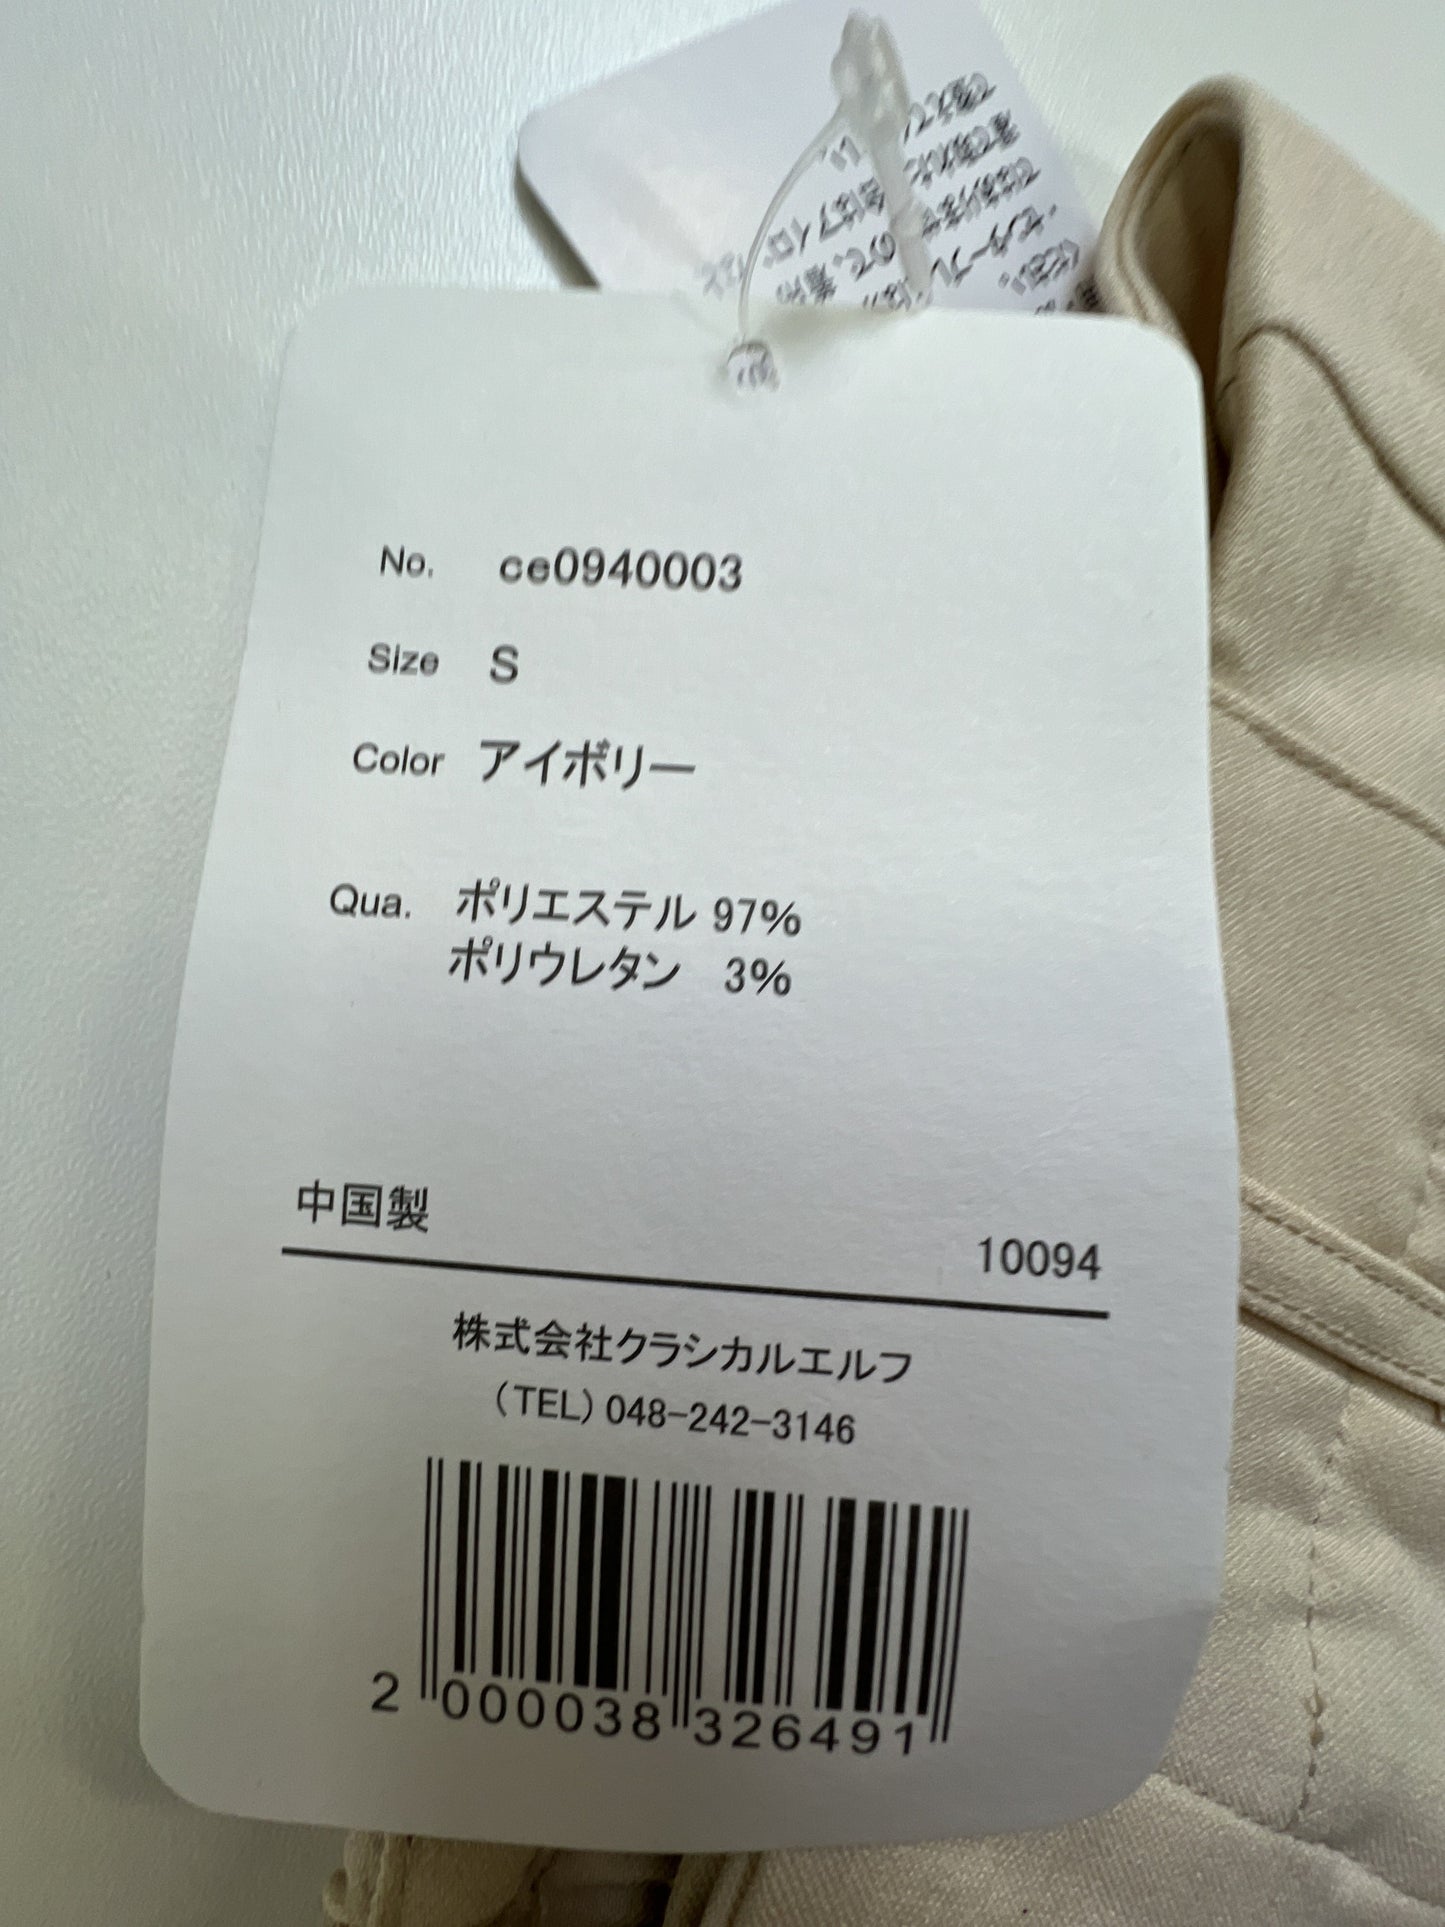 No. ce0940003
Size S
Color アイボリー
Qua. ポリエステル 97%
ポリウレタン 3%
中国製
10094
株式会社クラシカルエルフ
(TEL) 048-242-3146
2 000038 326491